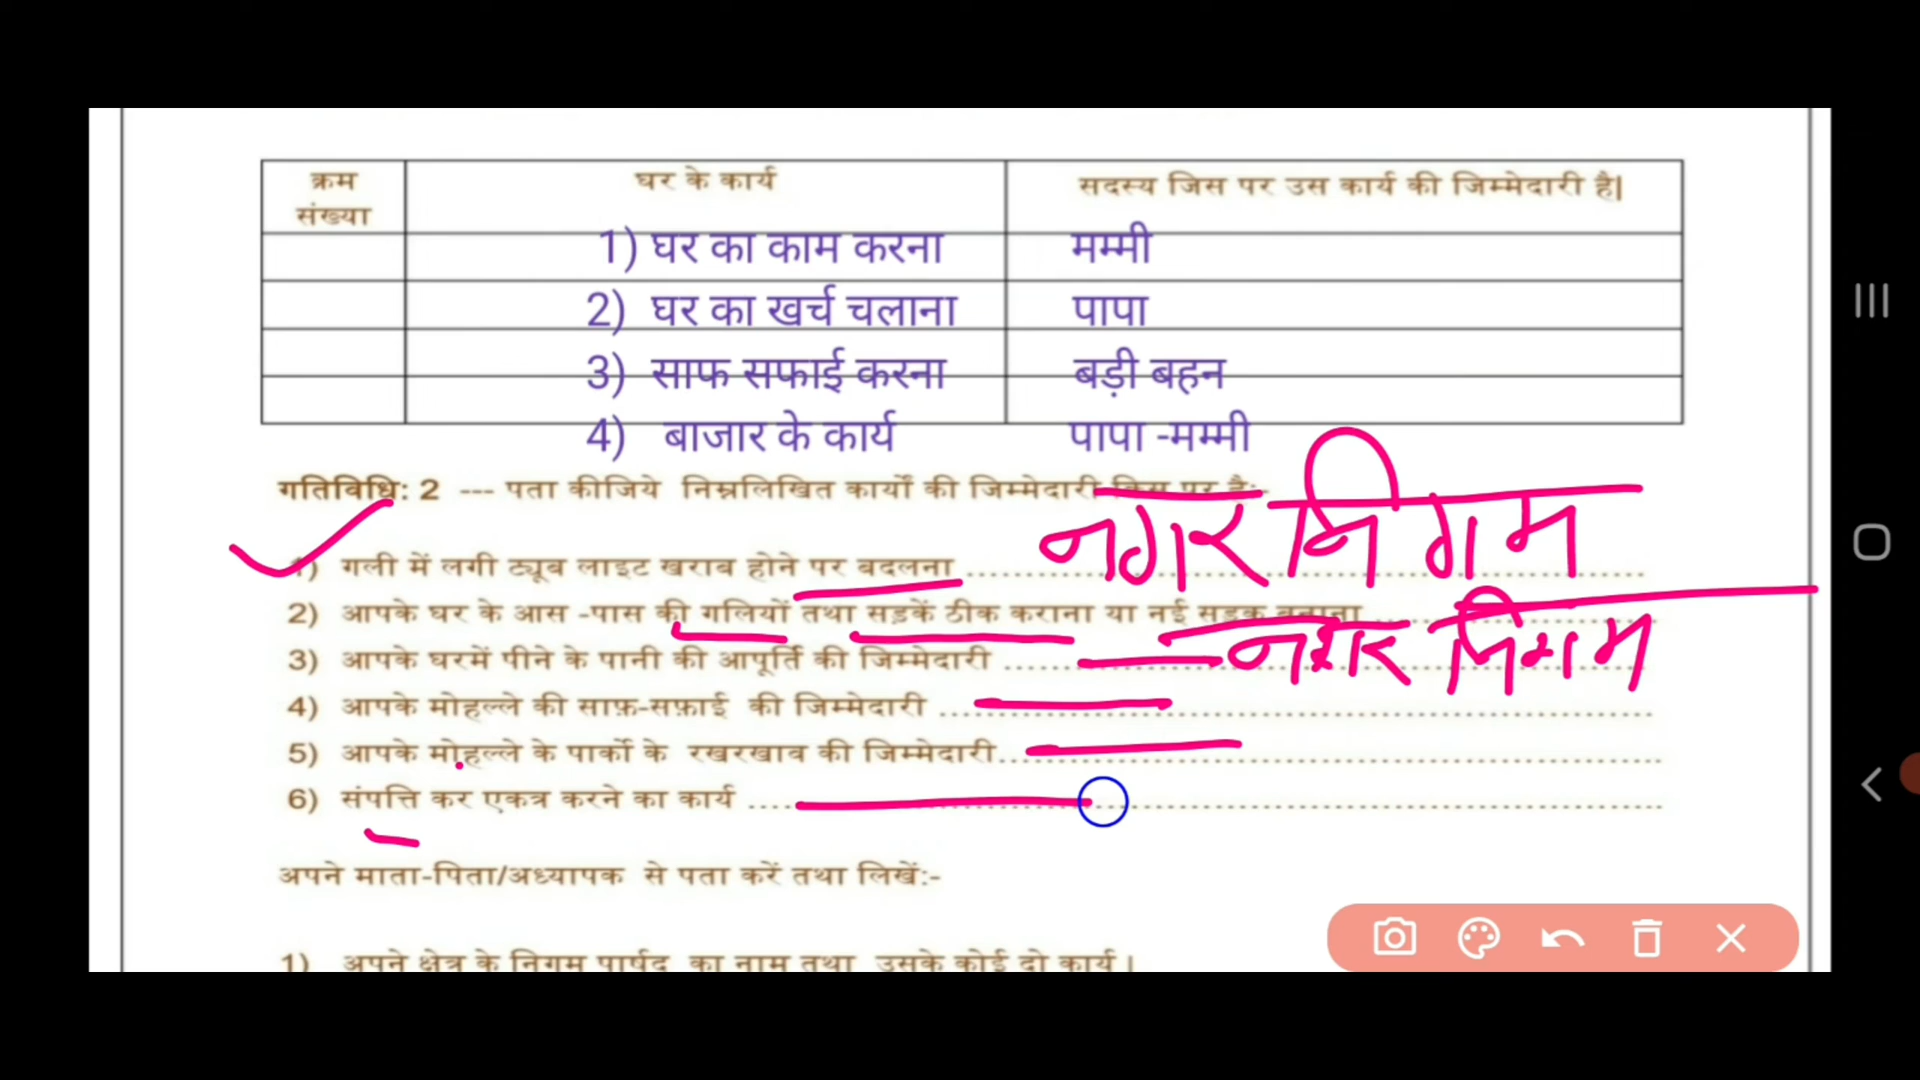 क्रम घर के कार्य सदस्य जिस पर उस कार्य की जिम्मेदारी है|
संख्या
1) घर का काम करना मम्मी
2) घर का खर्च चलाना पापा
3) साफ सफाई करना बड़ी बहन
4) बाजार के कार्य पापा -मम्मी
गतिविधि: 2 --- पता कीजिये निम्नलिखित कार्यों की जिम्मेदारी किस पर है:-
नगर निगम
1) गली में लगी ट्यूब लाइट खराब होने पर बदलना
2) आपके घर के आस -पास की गलियों तथा सड़कें ठीक कराना या नई सड़क बनाना
नगर निगम
3) आपके घरमें पीने के पानी की आपूर्ति की जिम्मेदारी
4) आपके मोहल्ले की साफ़-सफ़ाई की जिम्मेदारी
5) आपके मोहल्ले के पार्को के रखरखाव की जिम्मेदारी
6) संपत्ति कर एकत्र करने का कार्य
अपने माता-पिता/अध्यापक से पता करें तथा लिखें:-
1) अपने क्षेत्र के निगम पार्षद का नाम तथा उसके कोई दो कार्य |